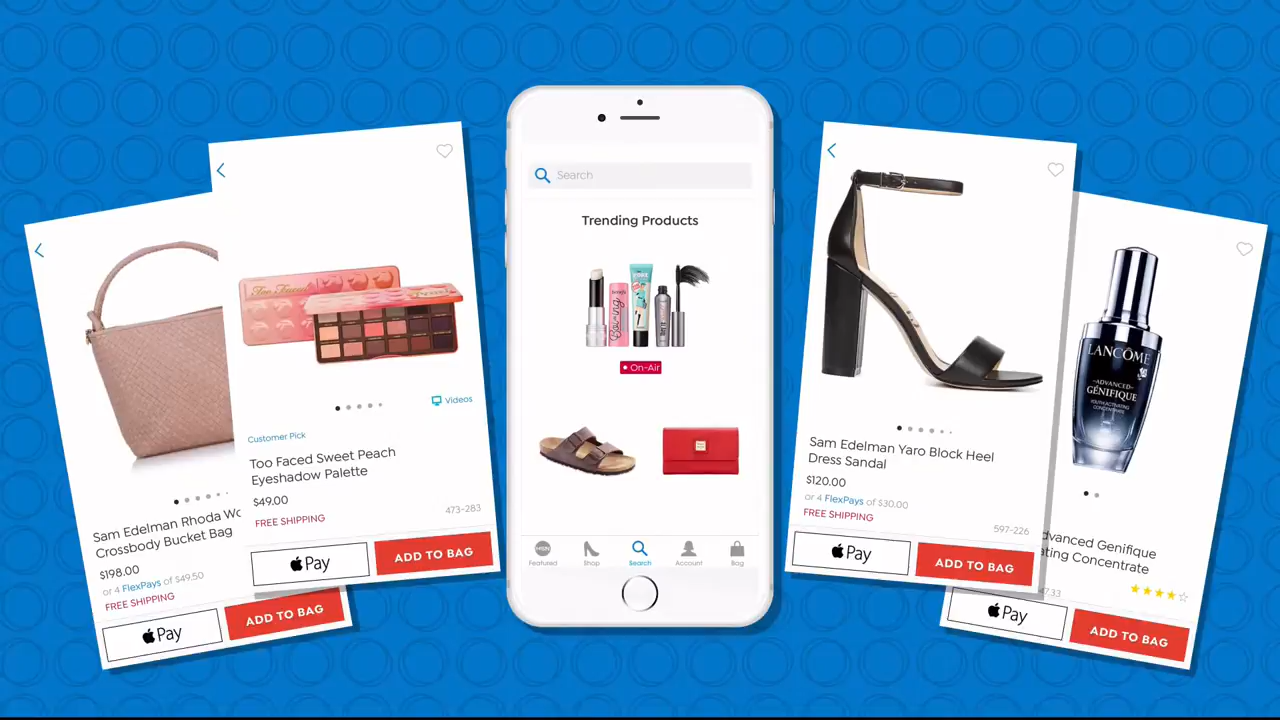 Sam Edelman Rhoda
Crossbody Bucket Bag
$198.00
or 4 FlexPays of $49.50
FREE SHIPPING
Pay
ADD TO BAG
Too Faced
Videos
Customer Pick
Too Faced Sweet Peach
Eyeshadow Palette
$49.00
FREE SHIPPING
473-283
Pay
ADD TO BAG
Search
Trending Products
On-Air
HSN
Featured
Shop
Search
Account
Bag
Sam Edelman Yaro Block Heel
Dress Sandal
$120.00
or 4 FlexPays of $30.00
FREE SHIPPING
597-226
Pay
ADD TO BAG
LANCÔME
ADVANCED
GÉNIFIQUE
YOUTH ACTIVATING
CONCENTRATE
Genifique
Concentrate
Pay
ADD TO BAG